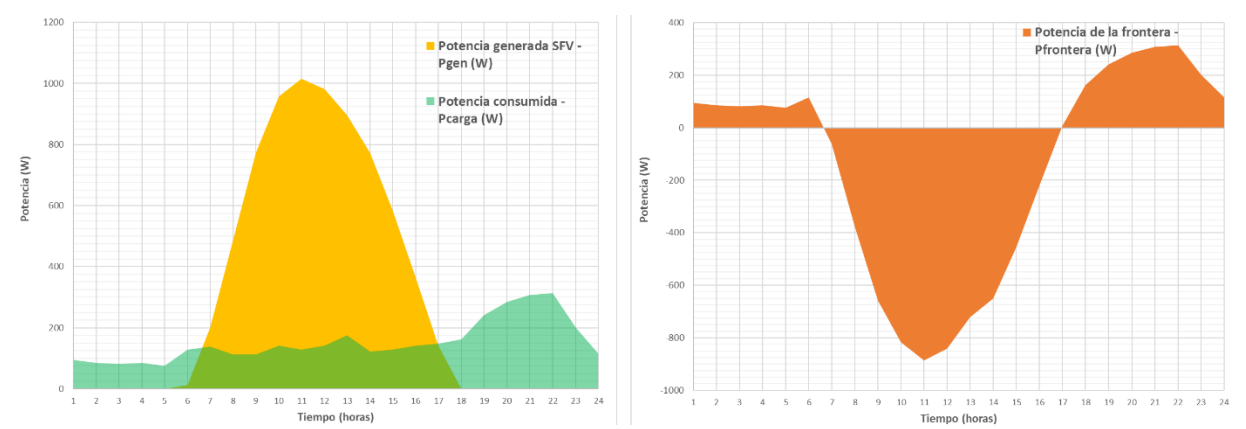 1200
1000
800
600
400
200
0
Potencia (W)
Potencia generada SFV -
Pgen (W)
Potencia consumida -
Pcarga (W)
1 2 3 4 5 6 7 8 9 10 11 12 13 14 15 16 17 18 19 20 21 22 23 24
Tiempo (horas)
400
200
0
-200
-400
-600
-800
-1000
Potencia (W)
Potencia de la frontera -
Pfrontera (W)
1 2 3 4 5 6 7 8 9 10 11 12 13 14 15 16 17 18 19 20 21 22 23 24
Tiempo (horas)